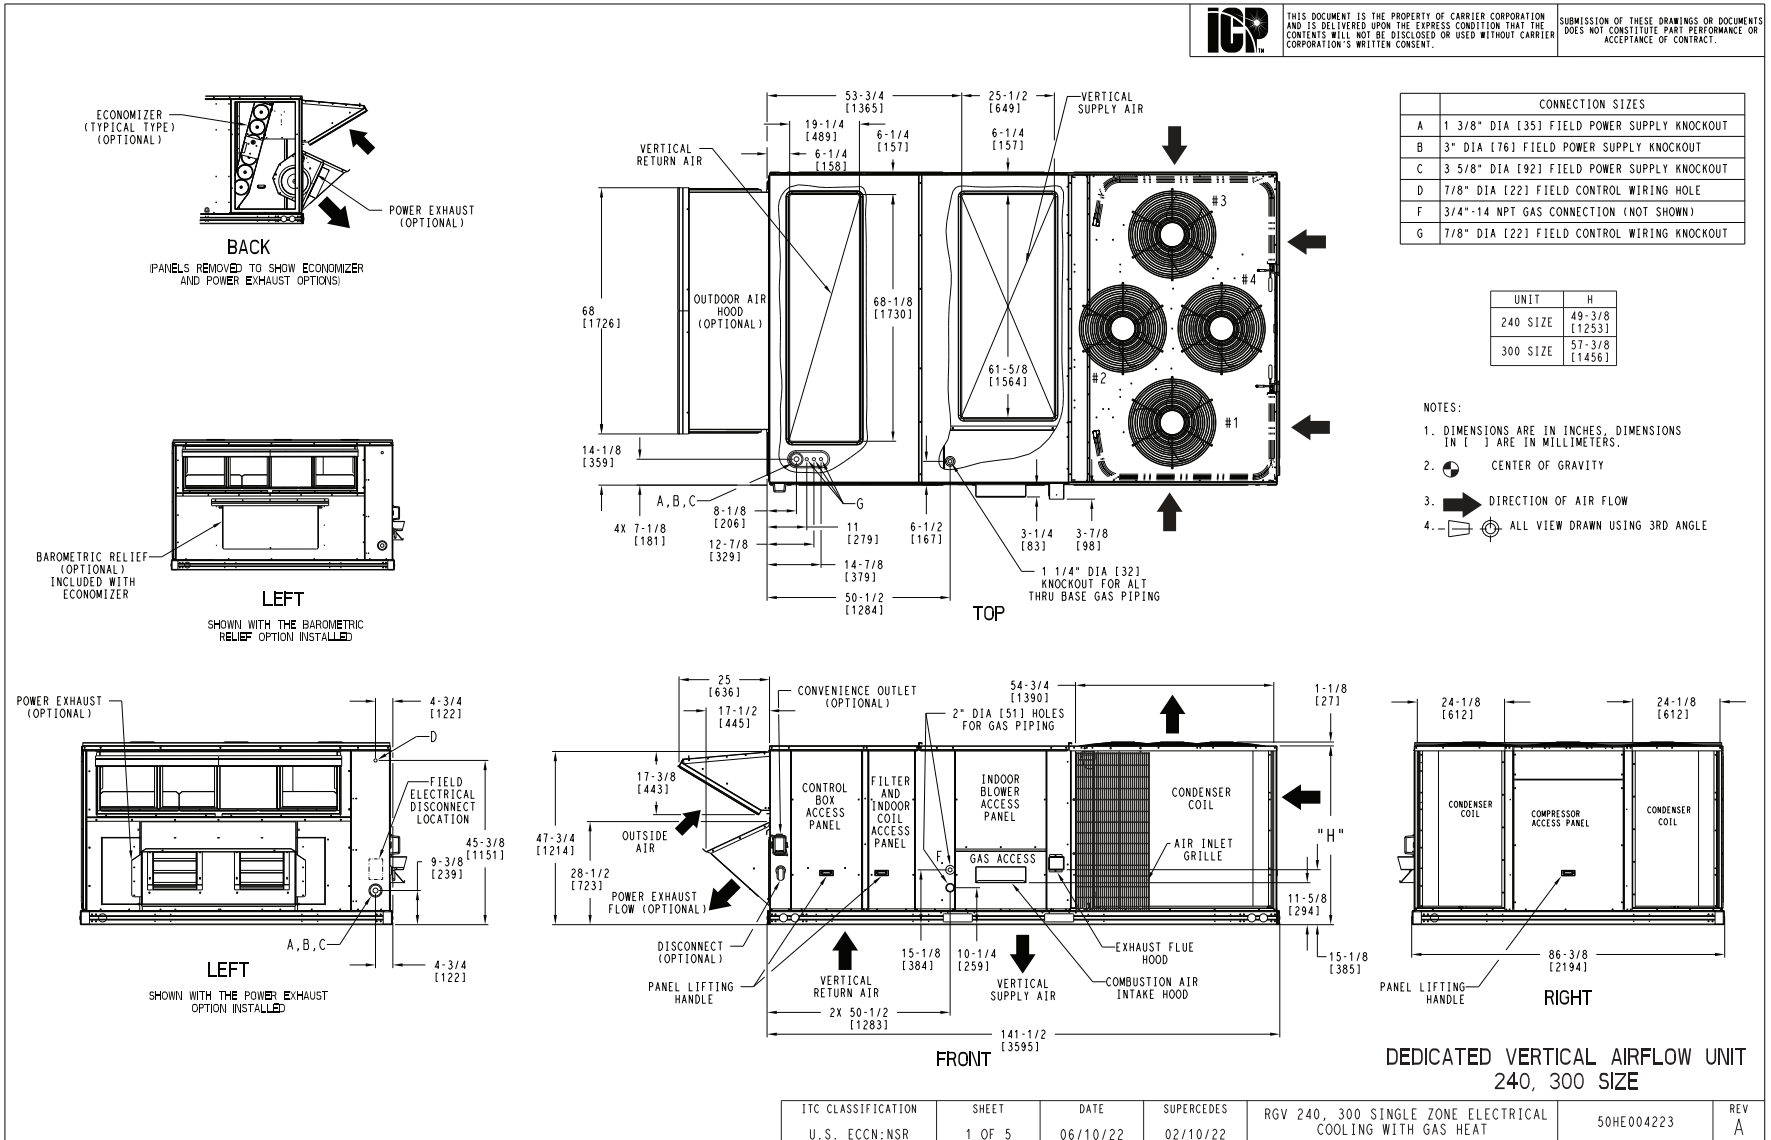 ICP TM
THIS DOCUMENT IS THE PROPERTY OF CARRIER CORPORATION
AND IS DELIVERED UPON THE EXPRESS CONDITION THAT THE
CONTENTS WILL NOT BE DISCLOSED OR USED WITHOUT CARRIER
CORPORATION'S WRITTEN CONSENT.
SUBMISSION OF THESE DRAWINGS OR DOCUMENTS
DOES NOT CONSTITUTE PART PERFORMANCE OR
ACCEPTANCE OF CONTRACT.
ECONOMIZER
(TYPICAL TYPE)
(OPTIONAL)
POWER EXHAUST
(OPTIONAL)
BACK
(PANELS REMOVED TO SHOW ECONOMIZER
AND POWER EXHAUST OPTIONS)
BAROMETRIC RELIEF
(OPTIONAL)
INCLUDED WITH
ECONOMIZER
LEFT
SHOWN WITH THE BAROMETRIC
RELIEF OPTION INSTALLED
53-3/4
[1365]
25-1/2
[649]
VERTICAL
SUPPLY AIR
19-1/4
[489]
6-1/4
[157]
6-1/4
[157]
6-1/4
[158]
VERTICAL
RETURN AIR
OUTDOOR AIR
HOOD
(OPTIONAL)
68
[1726]
68-1/8
[1730]
61-5/8
[1564]
#3
#4
#2
#1
14-1/8
[359]
A,B,C
G
4X 7-1/8
[181]
8-1/8
[206]
11
[279]
12-7/8
[329]
14-7/8
[379]
50-1/2
[1284]
6-1/2
[167]
3-1/4
[83]
3-7/8
[98]
1 1/4" DIA [32]
KNOCKOUT FOR ALT
THRU BASE GAS PIPING
TOP
CONNECTION SIZES
A 1 3/8" DIA [35] FIELD POWER SUPPLY KNOCKOUT
B 3" DIA [76] FIELD POWER SUPPLY KNOCKOUT
C 3 5/8" DIA [92] FIELD POWER SUPPLY KNOCKOUT
D 7/8" DIA [22] FIELD CONTROL WIRING HOLE
F 3/4"-14 NPT GAS CONNECTION (NOT SHOWN)
G 7/8" DIA [22] FIELD CONTROL WIRING KNOCKOUT
UNIT H
240 SIZE 49-3/8 [1253]
300 SIZE 57-3/8 [1456]
NOTES:
1. DIMENSIONS ARE IN INCHES, DIMENSIONS
IN [ ] ARE IN MILLIMETERS.
2. CENTER OF GRAVITY
3. DIRECTION OF AIR FLOW
4. ALL VIEW DRAWN USING 3RD ANGLE
POWER EXHAUST
(OPTIONAL)
4-3/4
[122]
D
FIELD
ELECTRICAL
DISCONNECT
LOCATION
45-3/8
[1151]
9-3/8
[239]
A,B,C
4-3/4
[122]
LEFT
SHOWN WITH THE POWER EXHAUST
OPTION INSTALLED
25
[636]
17-1/2
[445]
CONVENIENCE OUTLET
(OPTIONAL)
2" DIA [51] HOLES
FOR GAS PIPING
54-3/4
[1390]
1-1/8
[27]
17-3/8
[443]
47-3/4
[1214]
28-1/2
[723]
OUTSIDE
AIR
POWER EXHAUST
FLOW (OPTIONAL)
CONTROL
BOX
ACCESS
PANEL
FILTER
AND
INDOOR
COIL
ACCESS
PANEL
INDOOR
BLOWER
ACCESS
PANEL
F
GAS ACCESS
CONDENSER
COIL
AIR INLET
GRILLE
"H"
11-5/8
[294]
15-1/8
[385]
DISCONNECT
(OPTIONAL)
PANEL LIFTING
HANDLE
VERTICAL
RETURN AIR
15-1/8
[384]
10-1/4
[259]
VERTICAL
SUPPLY AIR
EXHAUST FLUE
HOOD
COMBUSTION AIR
INTAKE HOOD
2X 50-1/2
[1283]
141-1/2
[3595]
FRONT
24-1/8
[612]
24-1/8
[612]
CONDENSER
COIL
COMPRESSOR
ACCESS PANEL
CONDENSER
COIL
86-3/8
[2194]
PANEL LIFTING
HANDLE
RIGHT
DEDICATED VERTICAL AIRFLOW UNIT
240, 300 SIZE
ITC CLASSIFICATION
U.S. ECCN:NSR
SHEET
1 OF 5
DATE
06/10/22
SUPERCEDES
02/10/22
RGV 240, 300 SINGLE ZONE ELECTRICAL
COOLING WITH GAS HEAT
50HE004223
REV
A